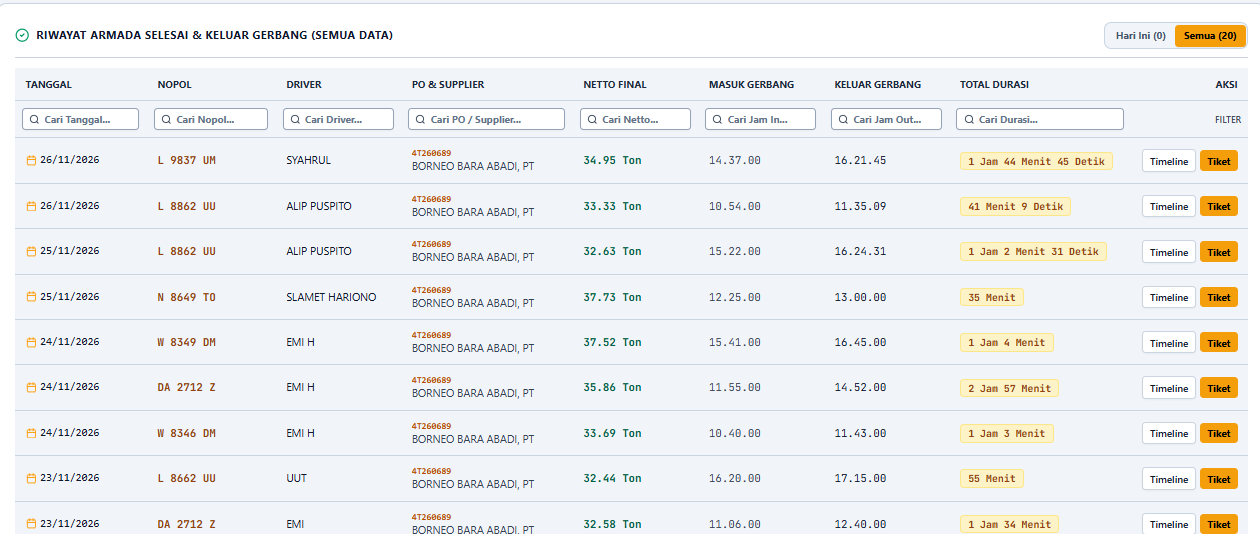 RIWAYAT ARMADA SELESAI & KELUAR GERBANG (SEMUA DATA) Hari Ini (0) Semua (20)
TANGGAL NOPOL DRIVER PO & SUPPLIER NETTO FINAL MASUK GERBANG KELUAR GERBANG TOTAL DURASI AKSI
Cari Tanggal... Cari Nopol... Cari Driver... Cari PO / Supplier... Cari Netto... Cari Jam In... Cari Jam Out... Cari Durasi... FILTER
4T260689
26/11/2026 L 9837 UM SYAHRUL BORNEO BARA ABADI, PT 34.95 Ton 14.37.00 16.21.45 1 Jam 44 Menit 45 Detik Timeline Tiket
4T260689
26/11/2026 L 8862 UU ALIP PUSPITO BORNEO BARA ABADI, PT 33.33 Ton 10.54.00 11.35.09 41 Menit 9 Detik Timeline Tiket
4T260689
25/11/2026 L 8862 UU ALIP PUSPITO BORNEO BARA ABADI, PT 32.63 Ton 15.22.00 16.24.31 1 Jam 2 Menit 31 Detik Timeline Tiket
4T260689
25/11/2026 N 8649 TO SLAMET HARIONO BORNEO BARA ABADI, PT 37.73 Ton 12.25.00 13.00.00 35 Menit Timeline Tiket
4T260689
24/11/2026 W 8349 DM EMI H BORNEO BARA ABADI, PT 37.52 Ton 15.41.00 16.45.00 1 Jam 4 Menit Timeline Tiket
4T260689
24/11/2026 DA 2712 Z EMI H BORNEO BARA ABADI, PT 35.86 Ton 11.55.00 14.52.00 2 Jam 57 Menit Timeline Tiket
4T260689
24/11/2026 W 8346 DM EMI H BORNEO BARA ABADI, PT 33.69 Ton 10.40.00 11.43.00 1 Jam 3 Menit Timeline Tiket
4T260689
23/11/2026 L 8662 UU UUT BORNEO BARA ABADI, PT 32.44 Ton 16.20.00 17.15.00 55 Menit Timeline Tiket
4T260689
23/11/2026 DA 2712 Z EMI BORNEO BARA ABADI, PT 32.58 Ton 11.06.00 12.40.00 1 Jam 34 Menit Timeline Tiket